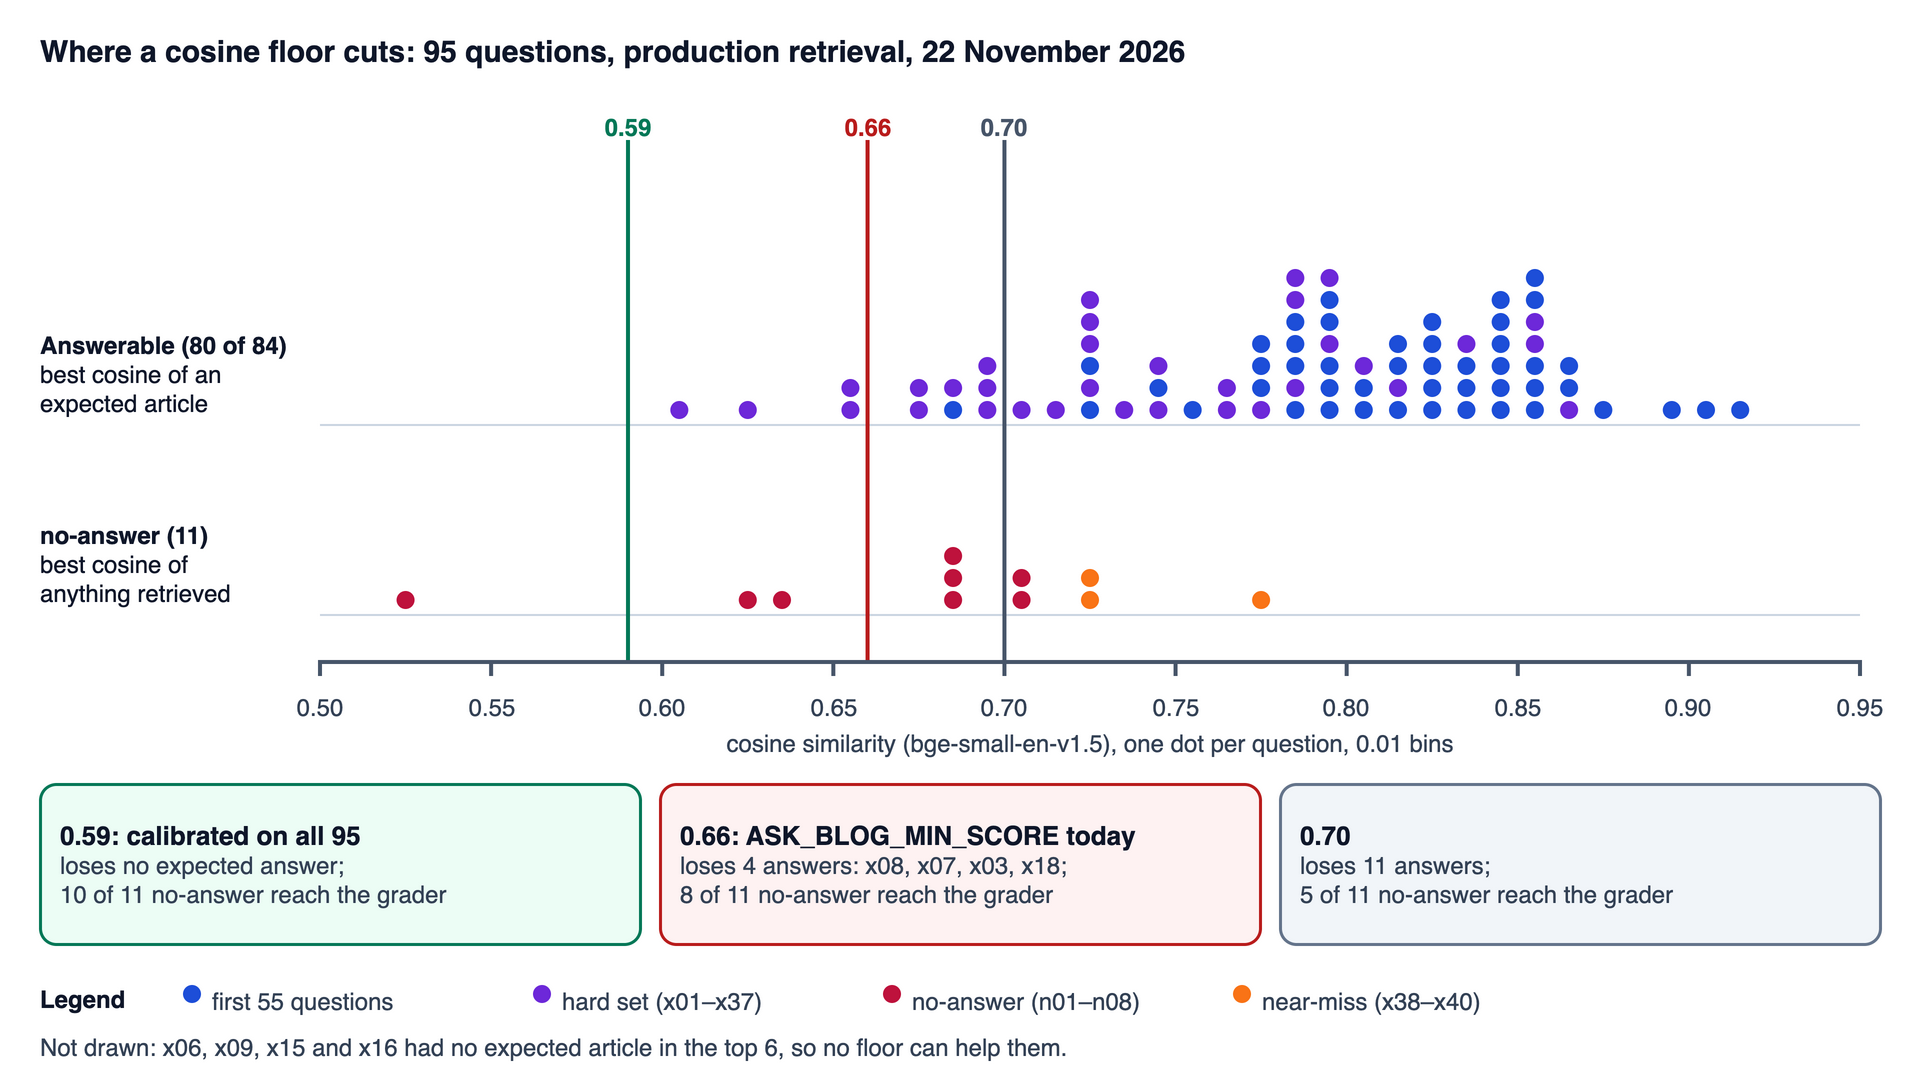 Where a cosine floor cuts: 95 questions, production retrieval, 22 November 2026
0.59
0.66
0.70
Answerable (80 of 84)
best cosine of an
expected article
no-answer (11)
best cosine of
anything retrieved
0.50
0.55
0.60
0.65
0.70
0.75
0.80
0.85
0.90
0.95
cosine similarity (bge-small-en-v1.5), one dot per question, 0.01 bins
0.59: calibrated on all 95
loses no expected answer;
10 of 11 no-answer reach the grader
0.66: ASK_BLOG_MIN_SCORE today
loses 4 answers: x08, x07, x03, x18;
8 of 11 no-answer reach the grader
0.70
loses 11 answers;
5 of 11 no-answer reach the grader
Legend
first 55 questions
hard set (x01–x37)
no-answer (n01–n08)
near-miss (x38–x40)
Not drawn: x06, x09, x15 and x16 had no expected article in the top 6, so no floor can help them.